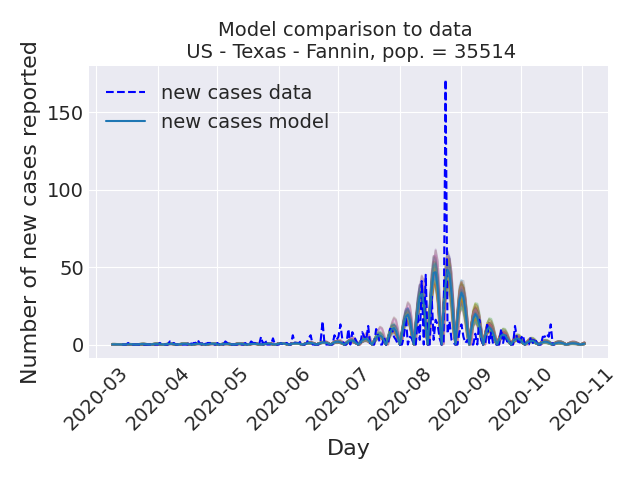 Model comparison to data
US - Texas - Fannin, pop. = 35514
Number of new cases reported
150
100
50
0
new cases data
new cases model
2020-03
2020-04
2020-05
2020-06
2020-07
2020-08
2020-09
2020-10
2020-11
Day